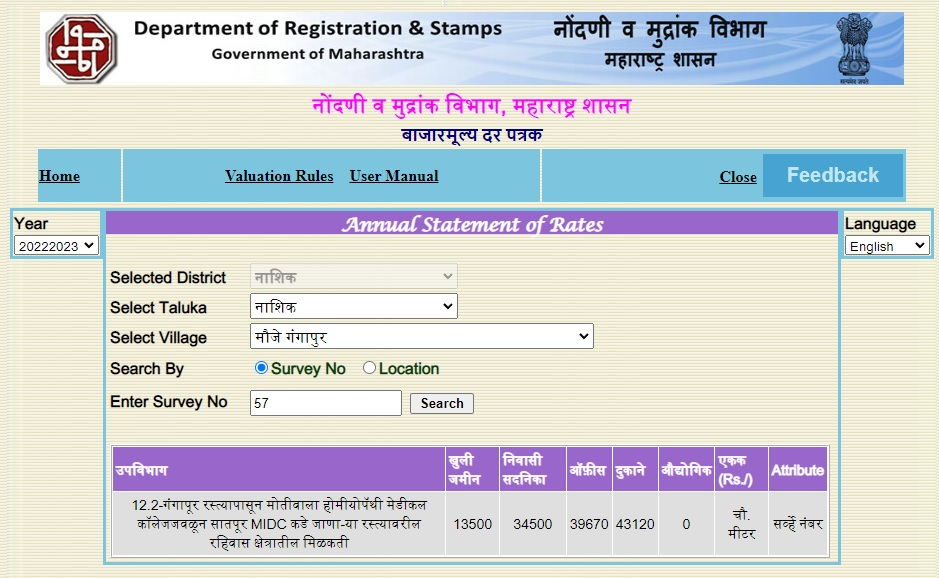 Department of Registration & Stamps
Government of Maharashtra
नोंदणी व मुद्रांक विभाग
महाराष्ट्र शासन
नोंदणी व मुद्रांक विभाग, महाराष्ट्र शासन
बाजारमूल्य दर पत्रक
Home Valuation Rules User Manual Close Feedback
Year Annual Statement of Rates Language
20222023 English
Selected District नाशिक
Select Taluka नाशिक
Select Village मौजे गंगापुर
Search By Survey No Location
Enter Survey No 57 Search
उपविभाग खुली जमीन निवासी सदनिका ऑफ़ीस दुकाने औद्योगिक एकक (Rs./) Attribute
12.2-गंगापूर रस्त्यापासून मोतीवाला होमीयोपॅथी मेडीकल
कॉलेजजवळून सातपूर MIDC कडे जाणा-या रस्त्यावरील
रहिवास क्षेत्रातील मिळकती
13500 34500 39670 43120 0 चौ. मीटर सर्व्हे नंबर